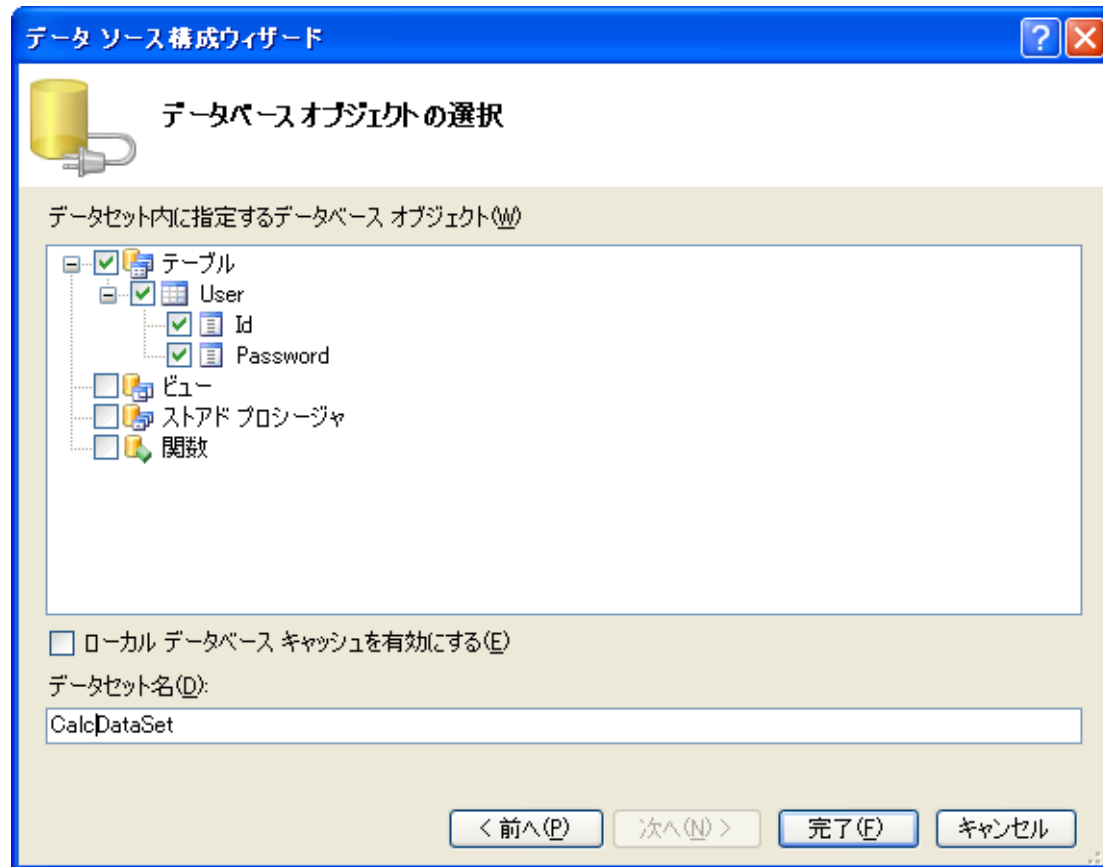 データ ソース構成ウィザード
データベース オブジェクトの選択
データセット内に指定するデータベース オブジェクト(W)
テーブル
User
Id
Password
ビュー
ストアド プロシージャ
関数
ローカル データベース キャッシュを有効にする(E)
データセット名(D):
CalcDataSet
< 前へ(P) 次へ(N) > 完了(F) キャンセル